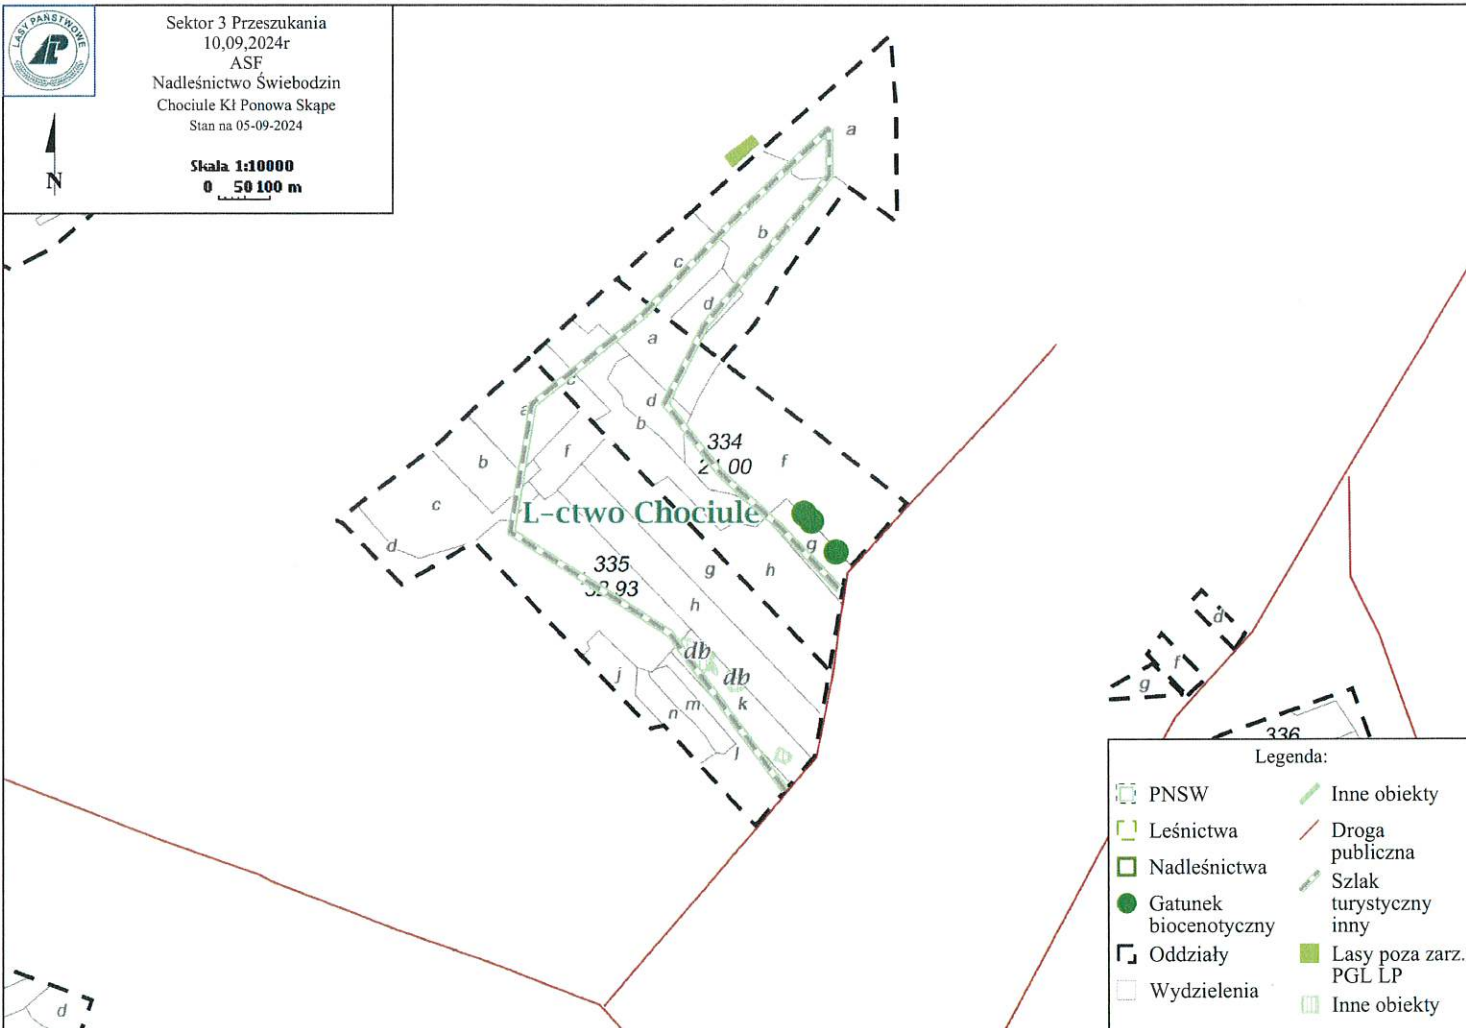 LASY PAŃSTWOWE
Sektor 3 Przeszukania
10,09,2024r
ASF
Nadleśnictwo Świebodzin
Chociule Kł Ponowa Skąpe
Stan na 05-09-2024
Skala 1:10000
0 50 100 m
N
a
b
c
d
a
c
d
a
b
334
f
b
f
c
L-ctwo Chociule
g
d
335
g
h
h
db
db
j
m
k
n
l
d
f
g
336
d
Legenda:
PNSW
Leśnictwa
Nadleśnictwa
Gatunek
biocenotyczny
Oddziały
Wydzielenia
Inne obiekty
Droga
publiczna
Szlak
turystyczny
inny
Lasy poza zarz.
PGL LP
Inne obiekty